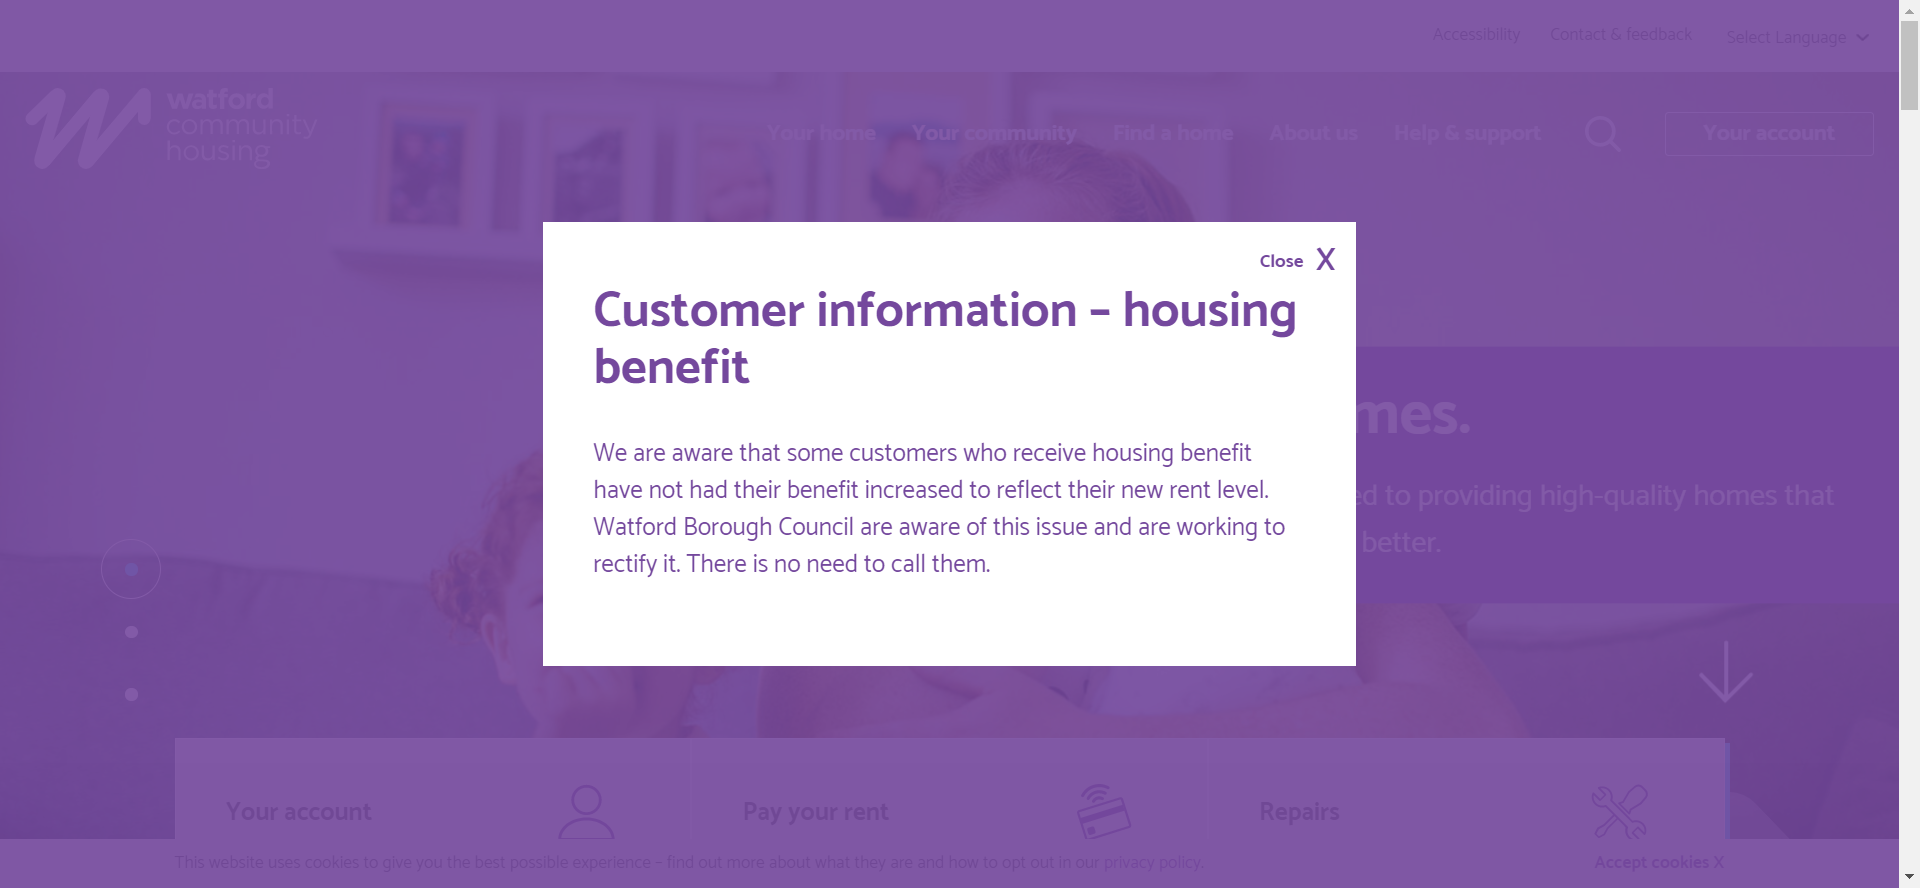 Accessibility
Contact & feedback
Select Language
watford
community
housing
Your home
Your community
Find a home
About us
Help & support
Your account
Close X
Customer information – housing
benefit
We are aware that some customers who receive housing benefit
have not had their benefit increased to reflect their new rent level.
Watford Borough Council are aware of this issue and are working to
rectify it. There is no need to call them.
to providing high-quality homes that
better.
Your account
Pay your rent
Repairs
This website uses cookies to give you the best possible experience – find out more about what they are and how to opt out in our privacy policy.
Accept cookies X